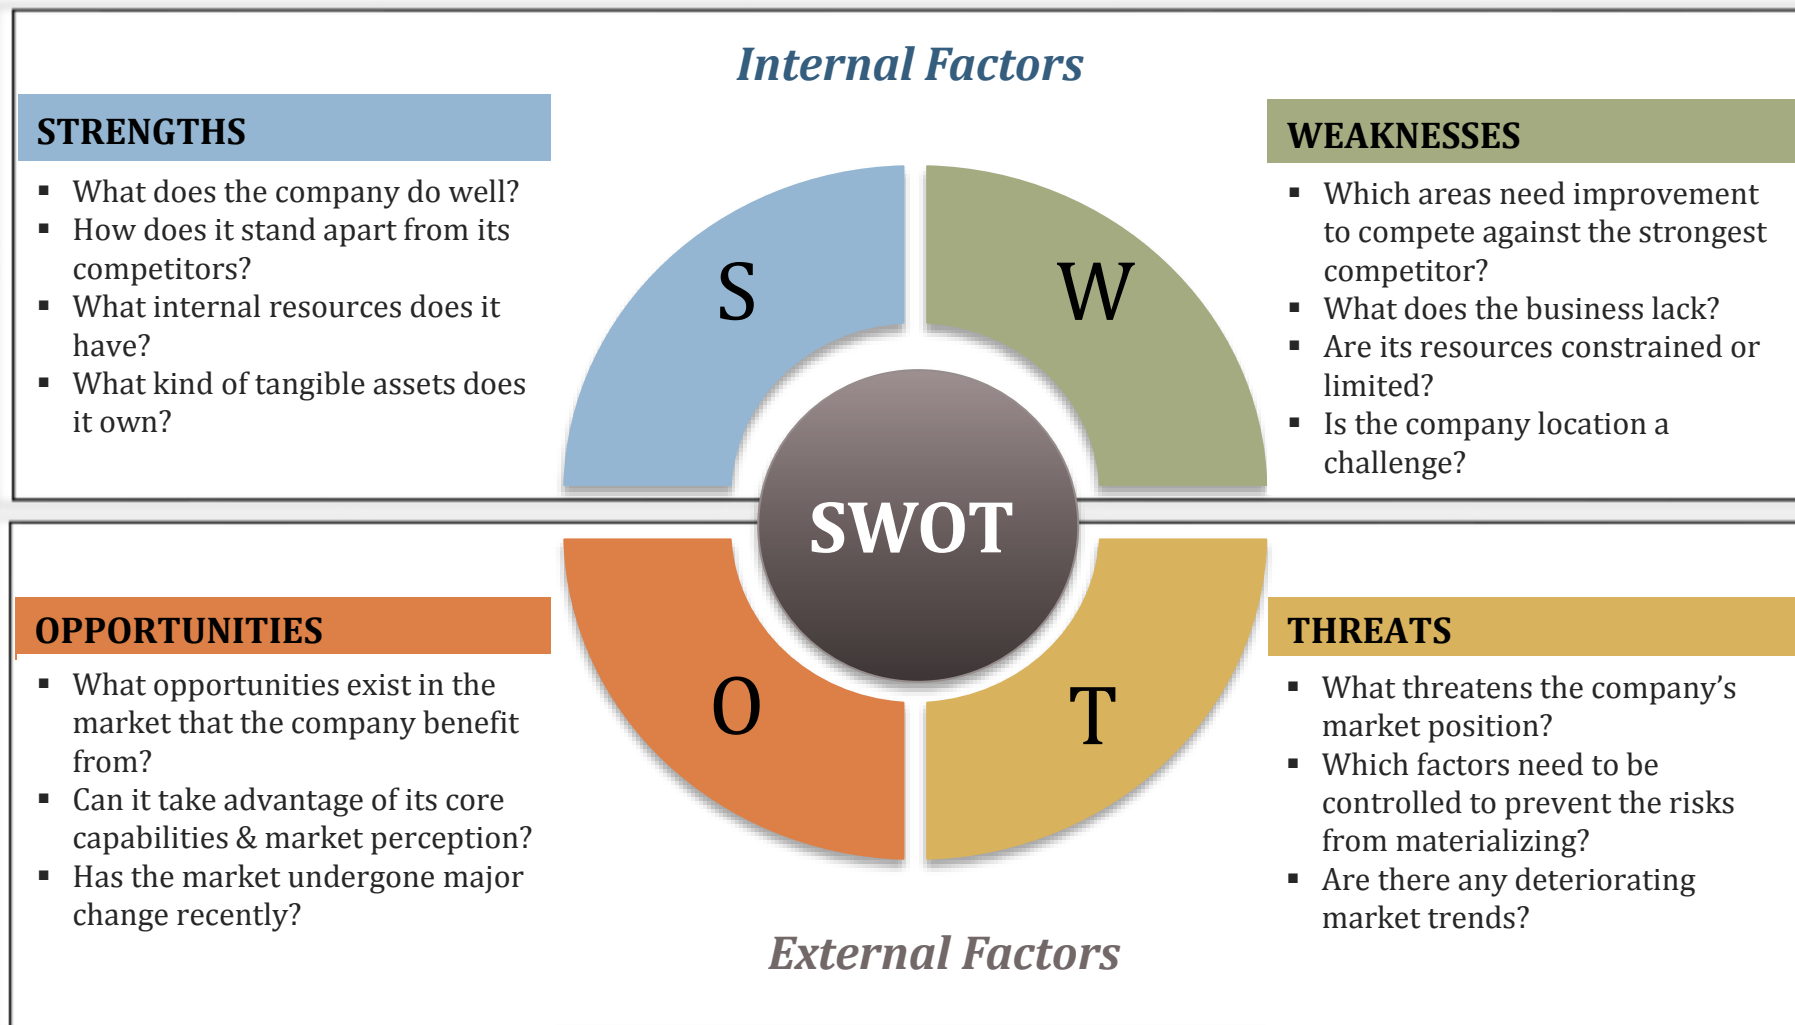 Internal Factors
STRENGTHS
▪ What does the company do well?
▪ How does it stand apart from its
competitors?
▪ What internal resources does it
have?
▪ What kind of tangible assets does
it own?
WEAKNESSES
▪ Which areas need improvement
to compete against the strongest
competitor?
▪ What does the business lack?
▪ Are its resources constrained or
limited?
▪ Is the company location a
challenge?
S
W
SWOT
O
T
OPPORTUNITIES
▪ What opportunities exist in the
market that the company benefit
from?
▪ Can it take advantage of its core
capabilities & market perception?
▪ Has the market undergone major
change recently?
THREATS
▪ What threatens the company’s
market position?
▪ Which factors need to be
controlled to prevent the risks
from materializing?
▪ Are there any deteriorating
market trends?
External Factors